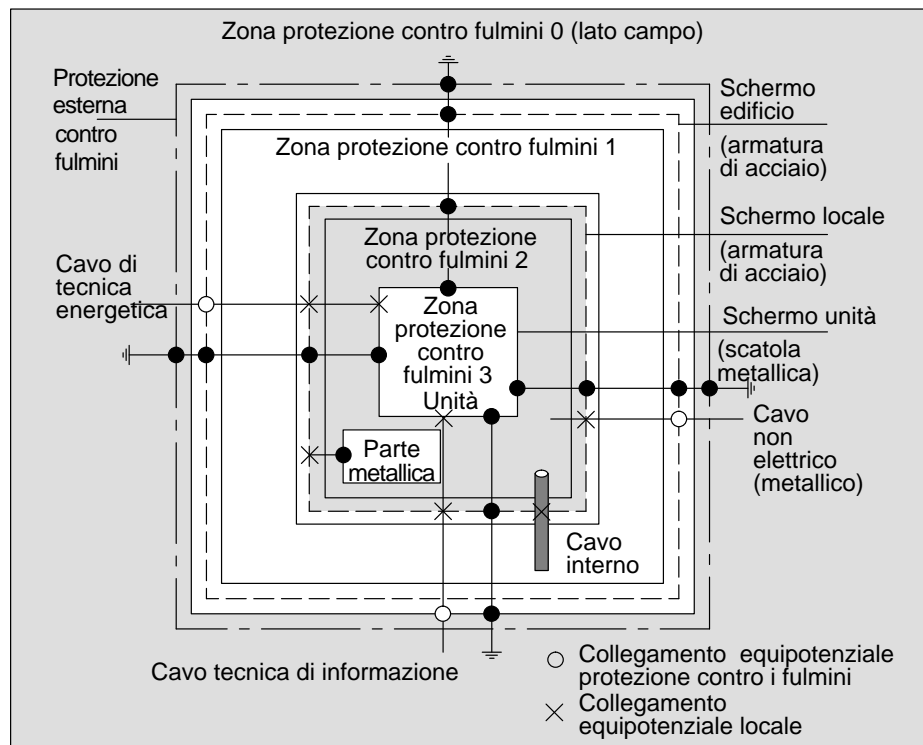 Zona protezione contro fulmini 0 (lato campo)
Protezione
esterna
contro
fulmini
Schermo
edificio
(armatura
di acciaio)
Zona protezione contro fulmini 1
Schermo locale
(armatura
di acciaio)
Zona protezione
contro fulmini 2
Cavo di
tecnica
energetica
Zona
protezione
contro
fulmini 3
Unità
Schermo unità
(scatola
metallica)
Cavo
non
elettrico
(metallico)
Parte
metallica
Cavo
interno
Cavo tecnica di informazione
Collegamento equipotenziale
protezione contro i fulmini
Collegamento
equipotenziale locale